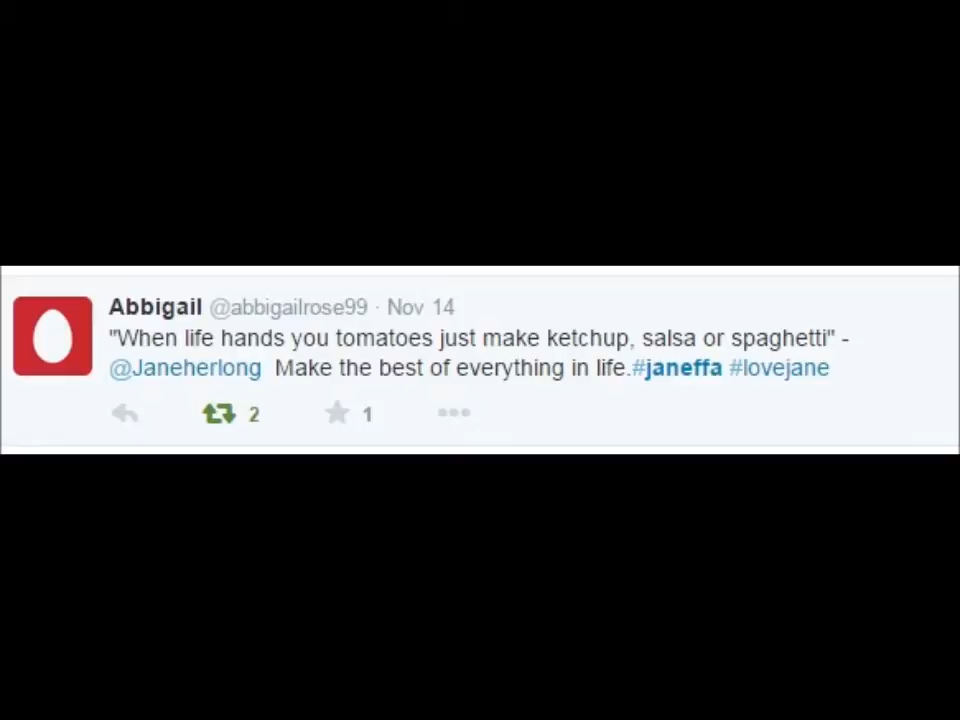 Abbigail @abbigailrose99 · Nov 14
"When life hands you tomatoes just make ketchup, salsa or spaghetti" -
@Janeherlong  Make the best of everything in life.#janeffa #lovejane
2 1